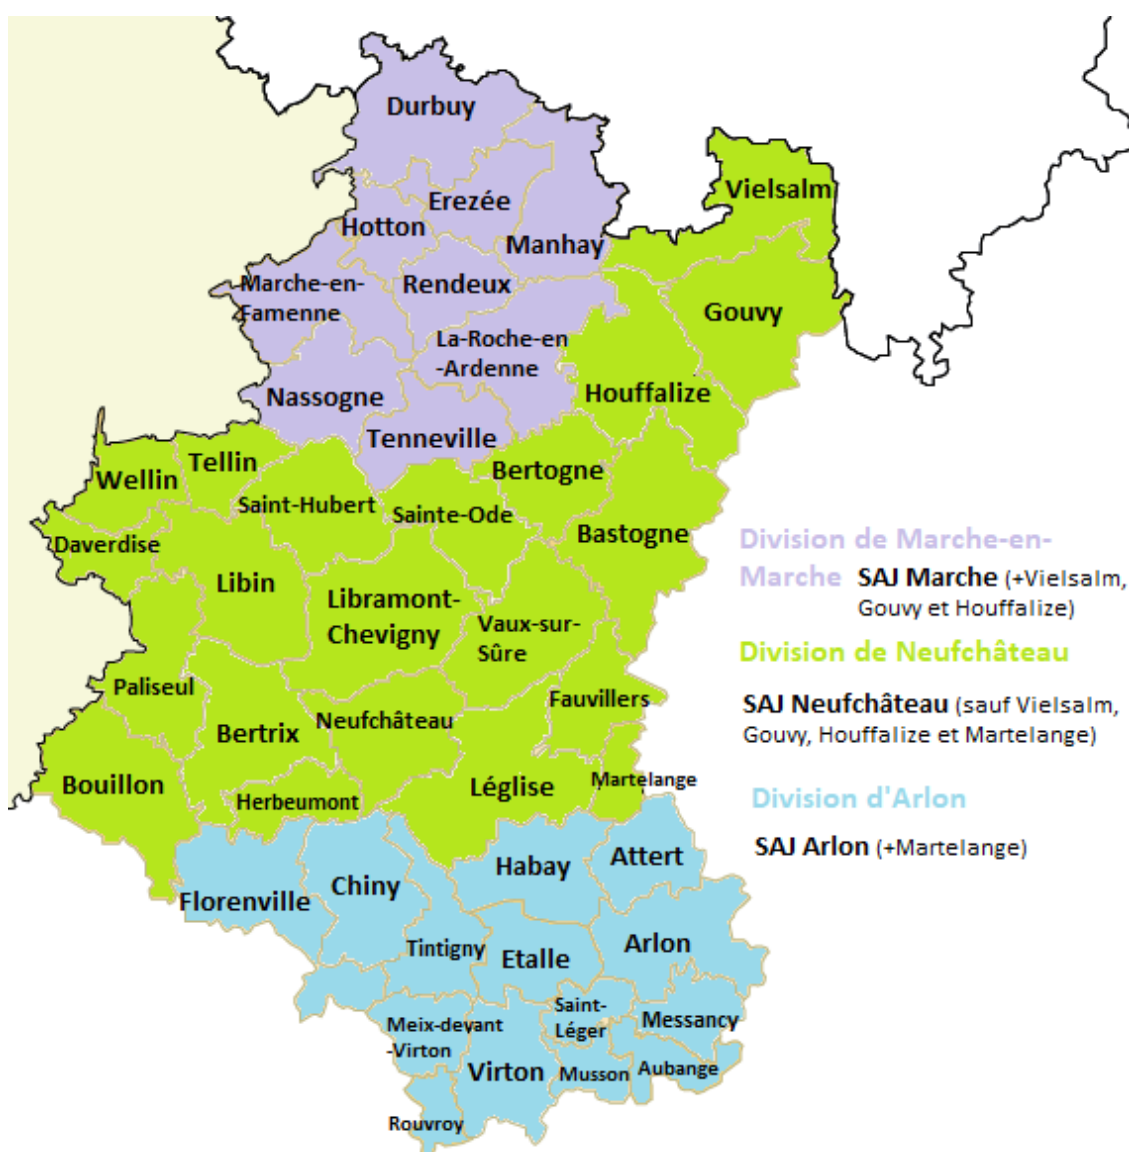 Durbuy
Vielsalm
Erezée
Hotton
Manhay
Marche-en-
Famenne
Rendeux
Gouvy
La-Roche-en
-Ardenne
Houffalize
Nassogne
Tenneville
Tellin
Wellin
Bertogne
Saint-Hubert
Sainte-Ode
Bastogne
Daverdise
Libin
Libramont-
Chevigny
Vaux-sur-
Sûre
Paliseul
Fauvillers
Neufchâteau
Bertrix
Bouillon
Herbeumont
Léglise
Martelange
Habay
Attert
Chiny
Florenville
Tintigny
Etalle
Arlon
Saint-
Léger
Messancy
Meix-devant
-Virton
Virton
Musson
Aubange
Rouvroy
Division de Marche-en-
Marche SAJ Marche (+Vielsalm,
Gouvy et Houffalize)
Division de Neufchâteau
SAJ Neufchâteau (sauf Vielsalm,
Gouvy, Houffalize et Martelange)
Division d'Arlon
SAJ Arlon (+Martelange)